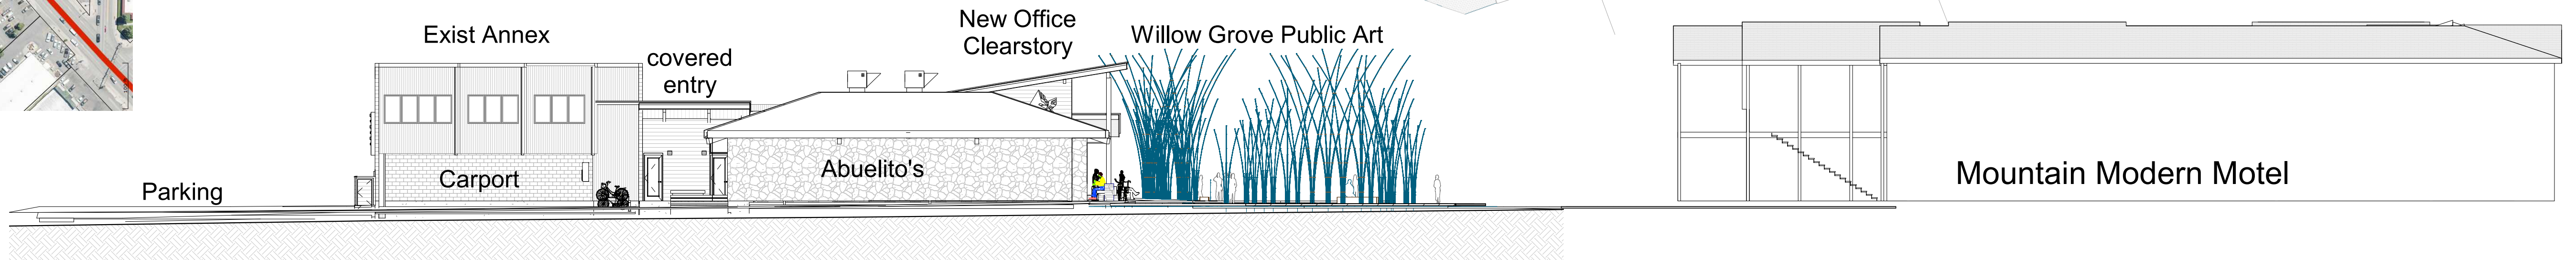 Exist Annex
covered
entry
New Office
Clearstory
Willow Grove Public Art
Parking
Carport
Abuelito's
Mountain Modern Motel